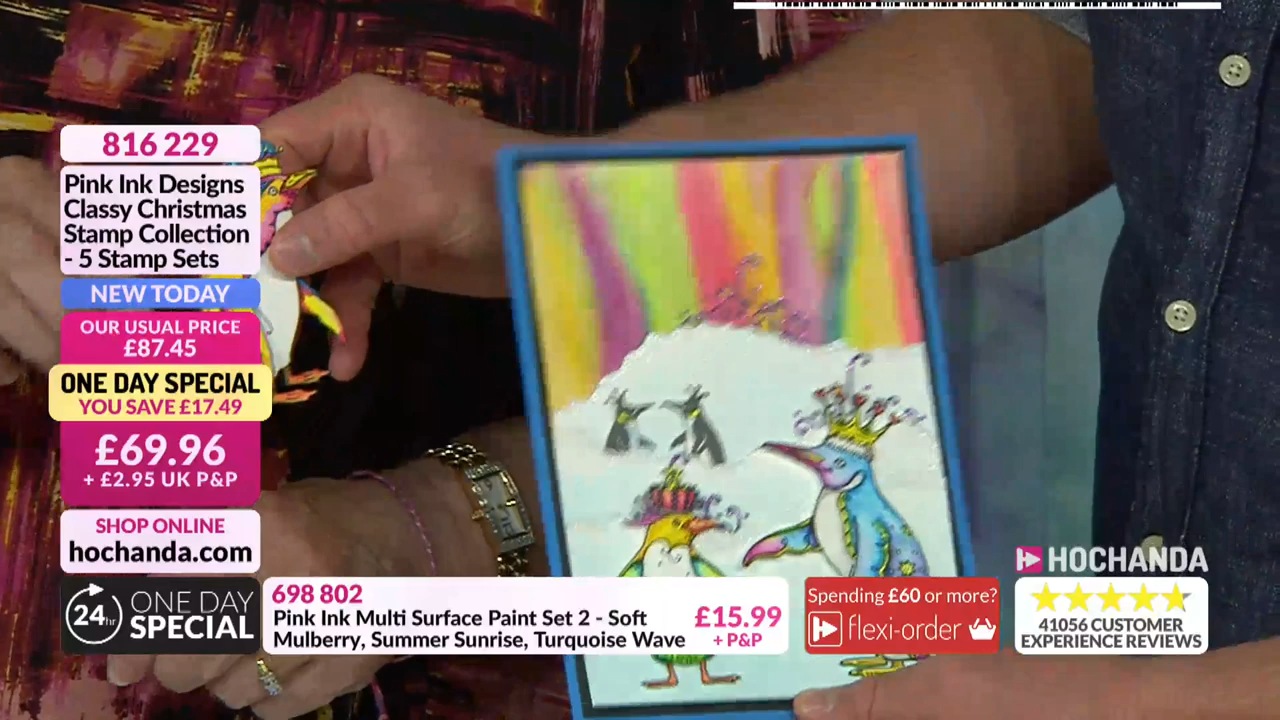 816 229
Pink Ink Designs
Classy Christmas
Stamp Collection
- 5 Stamp Sets
NEW TODAY
OUR USUAL PRICE
£87.45
ONE DAY SPECIAL
YOU SAVE £17.49
£69.96
+ £2.95 UK P&P
SHOP ONLINE
hochanda.com
24hr
ONE DAY
SPECIAL
698 802
Pink Ink Multi Surface Paint Set 2 - Soft
Mulberry, Summer Sunrise, Turquoise Wave
£15.99
+ P&P
Spending £60 or more?
flexi-order
HOCHANDA
41056 CUSTOMER
EXPERIENCE REVIEWS